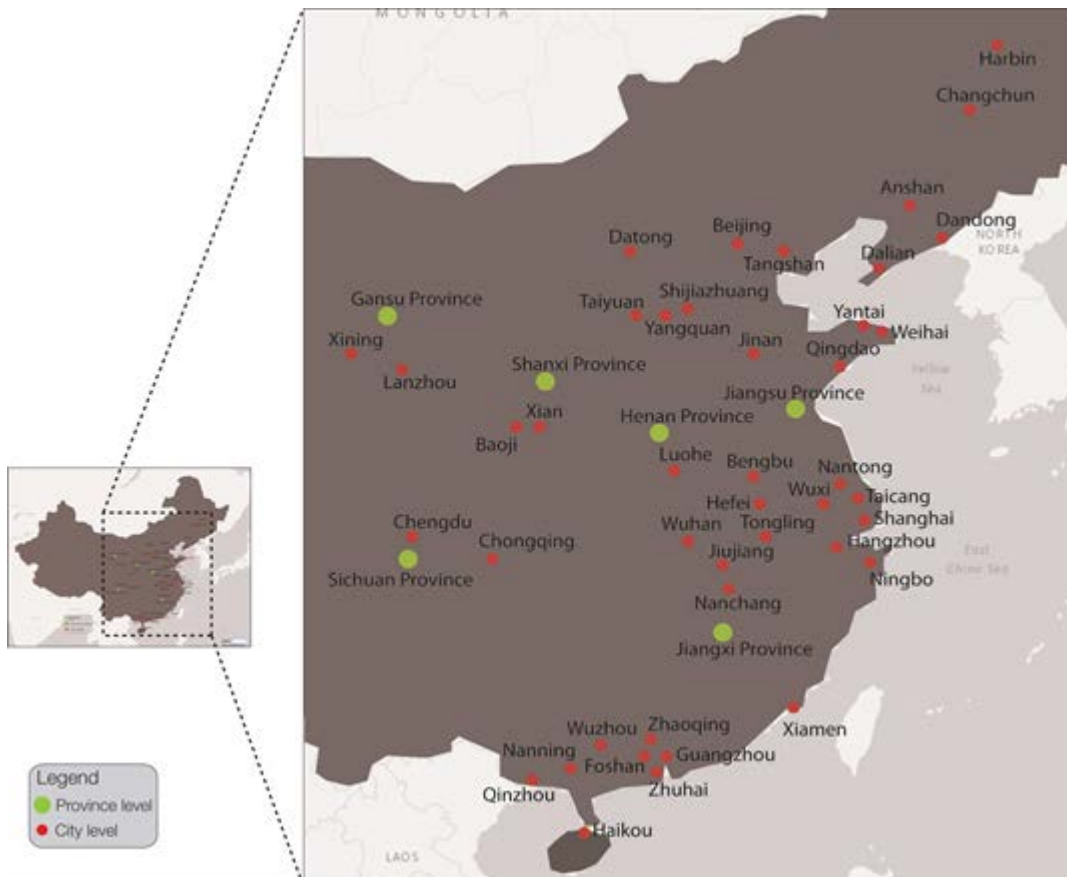 MONGOLIA
Harbin
Changchun
Anshan
Dandong
NORTH
KOREA
Beijing
Datong
Tangshan
Dalian
Gansu Province
Taiyuan
Shijiazhuang
Yangquan
Yantai
Weihai
Xining
Lanzhou
Shanxi Province
Jinan
Qingdao
Yellow
Sea
Jiangsu Province
Xian
Baoji
Henan Province
Luohe
Bengbu
Nantong
Hefei
Wuxi
Taicang
Shanghai
Chengdu
Chongqing
Wuhan
Tongling
Hangzhou
Jiujiang
East
China Sea
Sichuan Province
Ningbo
Nanchang
Jiangxi Province
Xiamen
Wuzhou
Zhaoqing
Nanning
Foshan
Guangzhou
Qinzhou
Zhuhai
Haikou
LAOS
Legend
Province level
City level